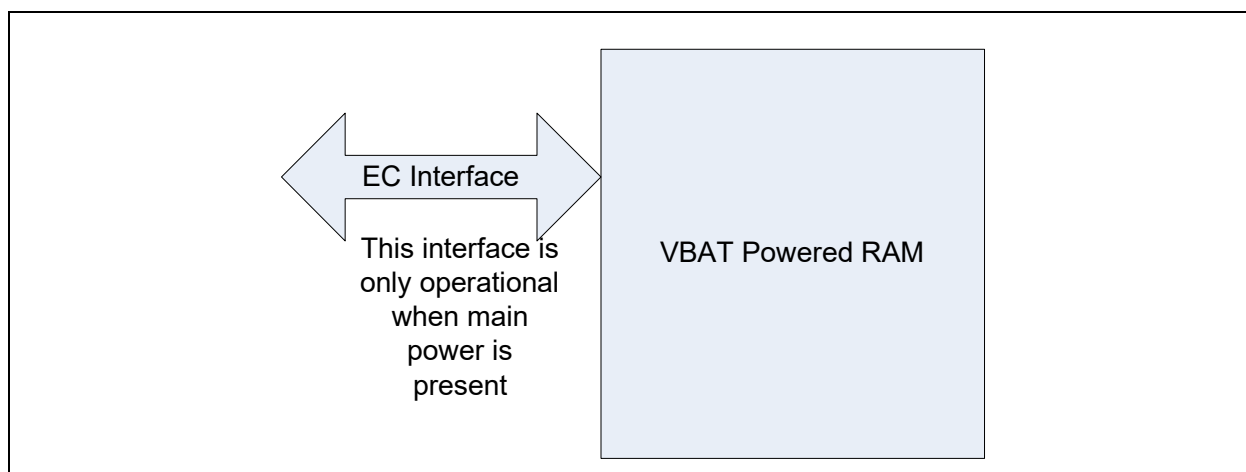 EC Interface
This interface is
only operational
when main
power is
present
VBAT Powered RAM